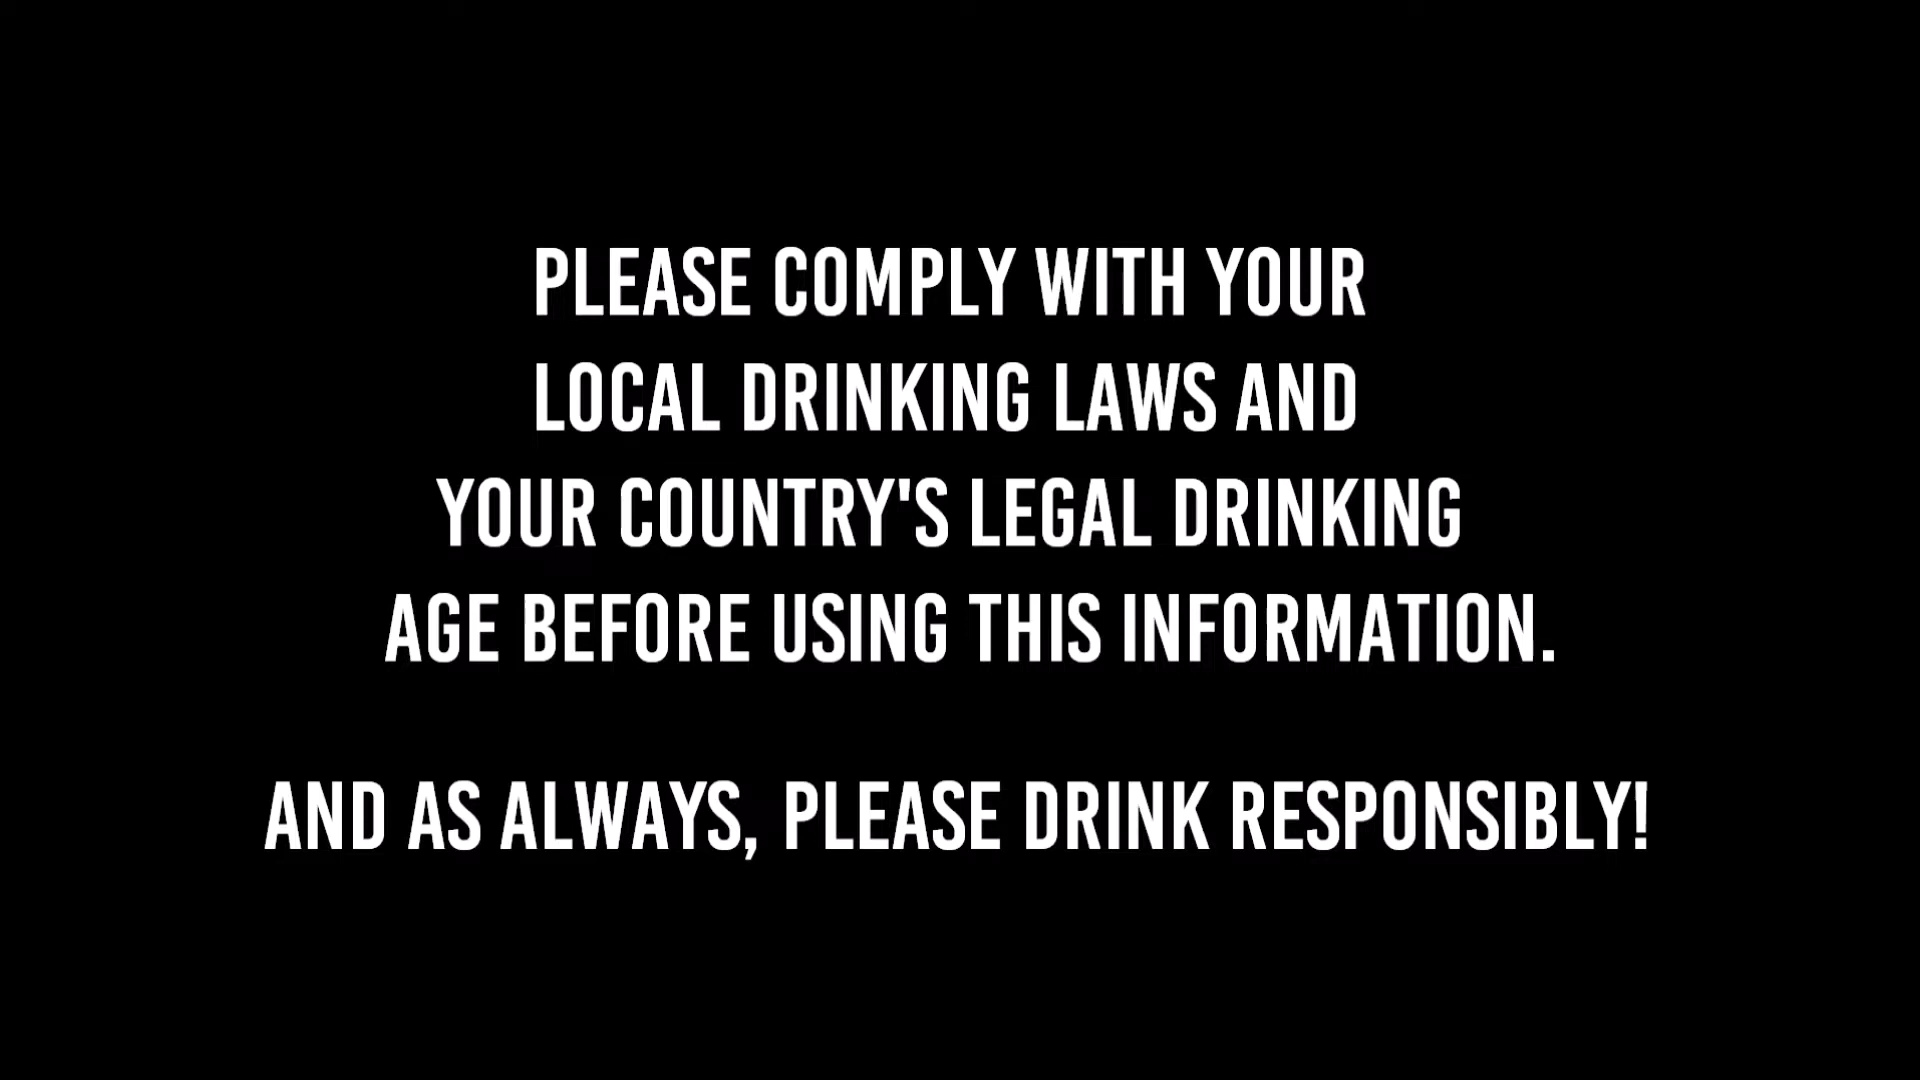 PLEASE COMPLY WITH YOUR
LOCAL DRINKING LAWS AND
YOUR COUNTRY'S LEGAL DRINKING
AGE BEFORE USING THIS INFORMATION.
AND AS ALWAYS, PLEASE DRINK RESPONSIBLY!